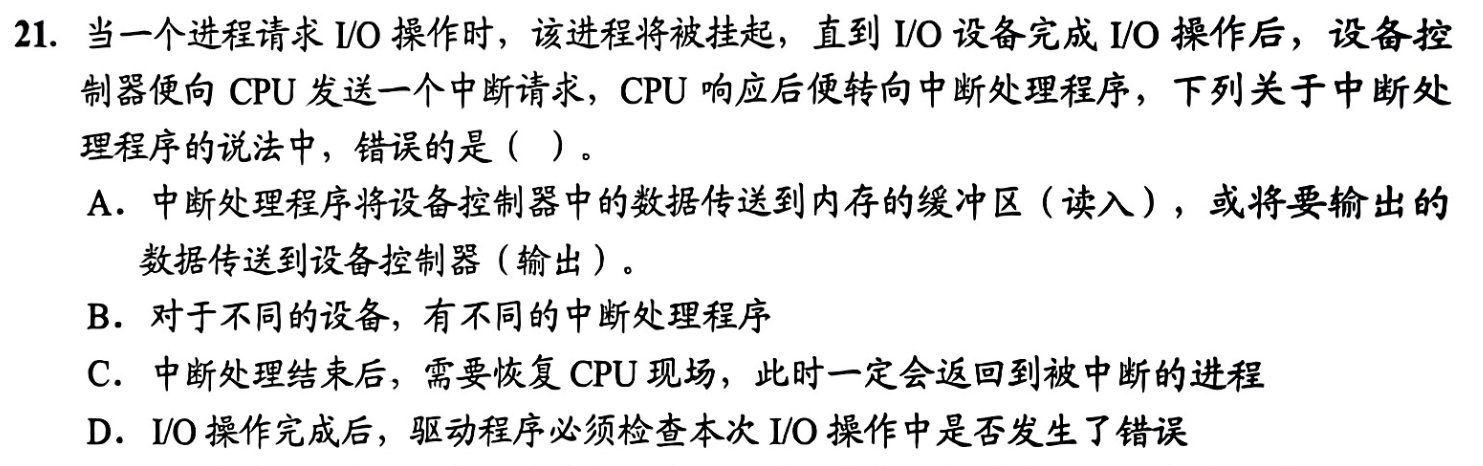 21. 当一个进程请求 I/O 操作时，该进程将被挂起，直到 I/O 设备完成 I/O 操作后，设备控
制器便向 CPU 发送一个中断请求，CPU 响应后便转向中断处理程序，下列关于中断处
理程序的说法中，错误的是（ ）。
A．中断处理程序将设备控制器中的数据传送到内存的缓冲区（读入），或将要输出的
数据传送到设备控制器（输出）。
B．对于不同的设备，有不同的中断处理程序
C．中断处理结束后，需要恢复 CPU 现场，此时一定会返回到被中断的进程
D．I/O 操作完成后，驱动程序必须检查本次 I/O 操作中是否发生了错误